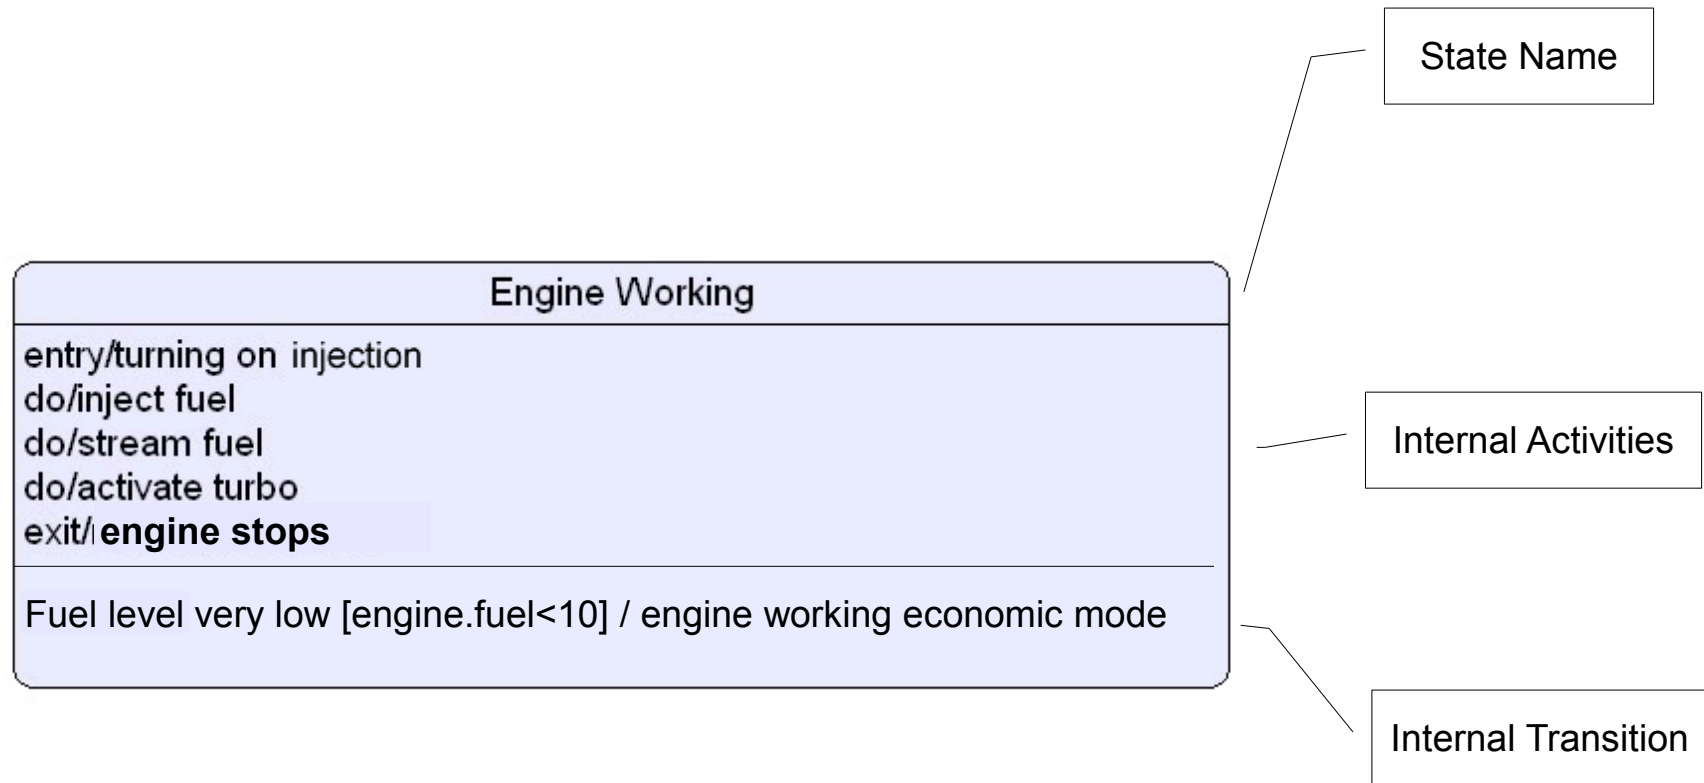 State Name
Engine Working
entry/turning on injection
do/inject fuel
do/stream fuel
do/activate turbo
exit/engine stops
Internal Activities
Fuel level very low [engine.fuel<10] / engine working economic mode
Internal Transition